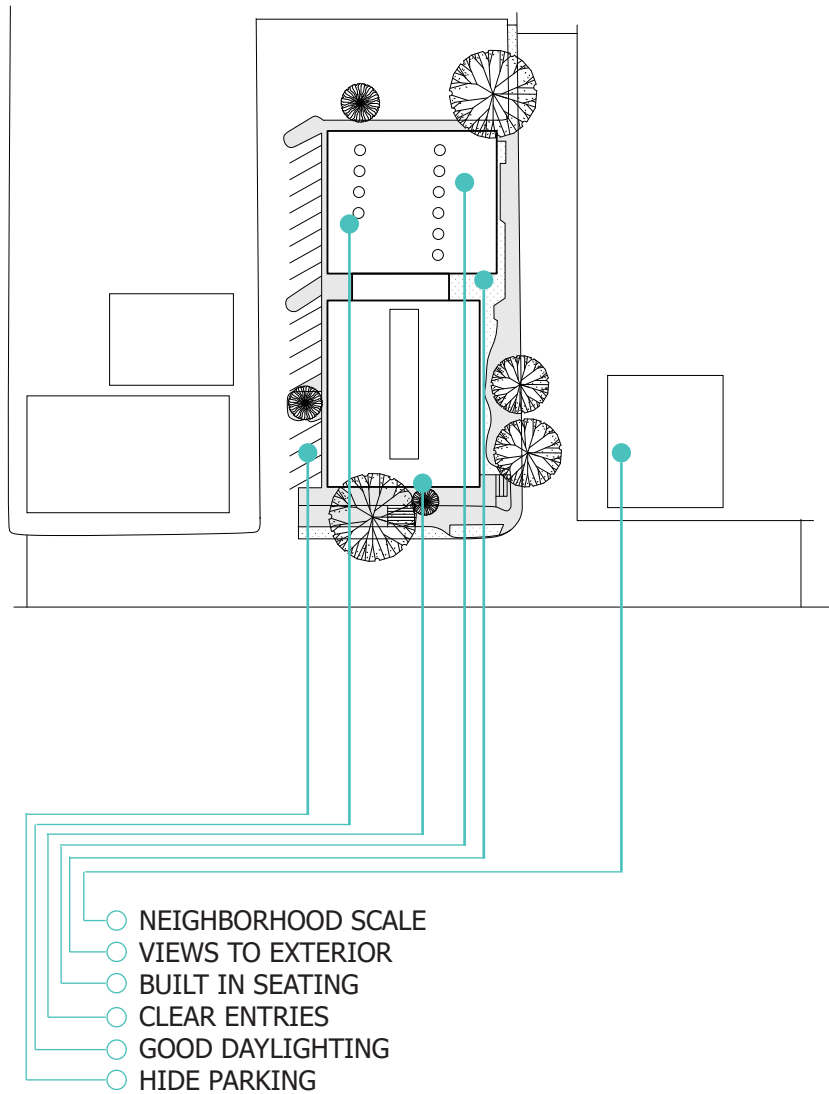 NEIGHBORHOOD SCALE
VIEWS TO EXTERIOR
BUILT IN SEATING
CLEAR ENTRIES
GOOD DAYLIGHTING
HIDE PARKING